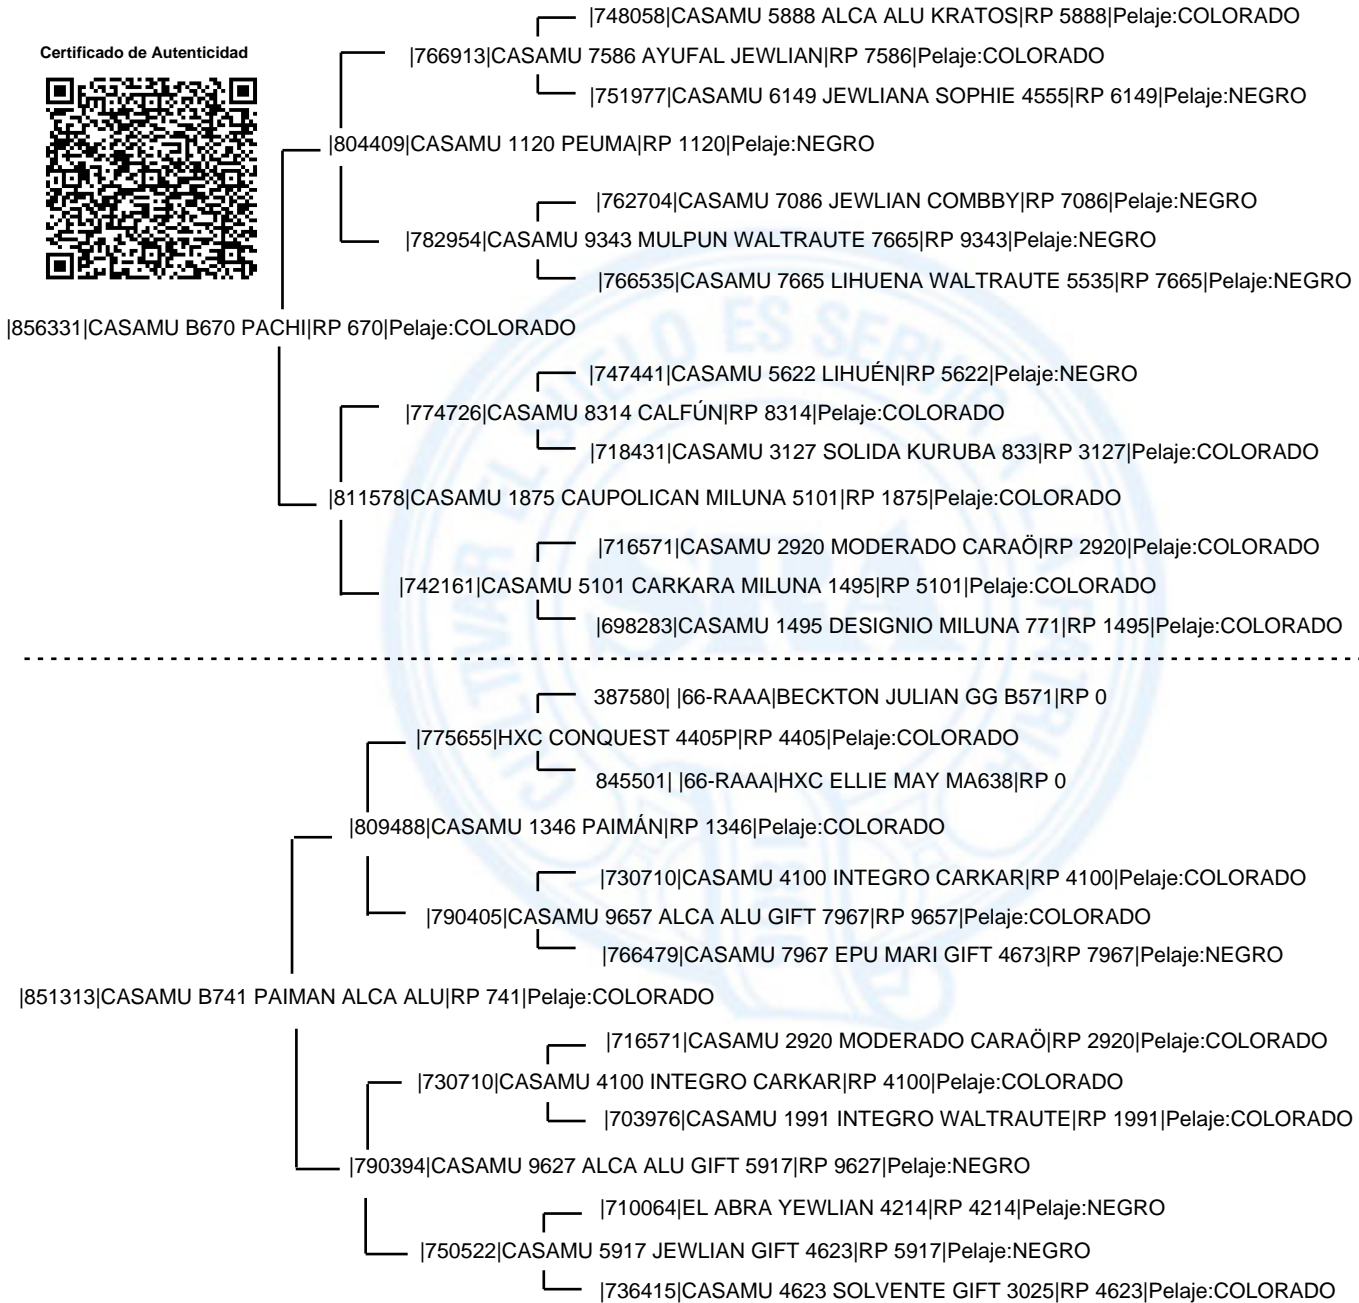 |748058|CASAMU 5888 ALCA ALU KRATOS|RP 5888|Pelaje:COLORADO
Certificado de Autenticidad
|766913|CASAMU 7586 AYUFAL JEWLIAN|RP 7586|Pelaje:COLORADO
|751977|CASAMU 6149 JEWLIANA SOPHIE 4555|RP 6149|Pelaje:NEGRO
|804409|CASAMU 1120 PEUMA|RP 1120|Pelaje:NEGRO
|762704|CASAMU 7086 JEWLIAN COMBBY|RP 7086|Pelaje:NEGRO
|782954|CASAMU 9343 MULPUN WALTRAUTE 7665|RP 9343|Pelaje:NEGRO
|766535|CASAMU 7665 LIHUENA WALTRAUTE 5535|RP 7665|Pelaje:NEGRO
|856331|CASAMU B670 PACHI|RP 670|Pelaje:COLORADO
|747441|CASAMU 5622 LIHUÉN|RP 5622|Pelaje:NEGRO
|774726|CASAMU 8314 CALFÚN|RP 8314|Pelaje:COLORADO
|718431|CASAMU 3127 SOLIDA KURUBA 833|RP 3127|Pelaje:COLORADO
|811578|CASAMU 1875 CAUPOLICAN MILUNA 5101|RP 1875|Pelaje:COLORADO
|716571|CASAMU 2920 MODERADO CARAÖ|RP 2920|Pelaje:COLORADO
|742161|CASAMU 5101 CARKARA MILUNA 1495|RP 5101|Pelaje:COLORADO
|698283|CASAMU 1495 DESIGNIO MILUNA 771|RP 1495|Pelaje:COLORADO
387580| |66-RAAA|BECKTON JULIAN GG B571|RP 0
|775655|HXC CONQUEST 4405P|RP 4405|Pelaje:COLORADO
845501| |66-RAAA|HXC ELLIE MAY MA638|RP 0
|809488|CASAMU 1346 PAIMÁN|RP 1346|Pelaje:COLORADO
|730710|CASAMU 4100 INTEGRO CARKAR|RP 4100|Pelaje:COLORADO
|790405|CASAMU 9657 ALCA ALU GIFT 7967|RP 9657|Pelaje:COLORADO
|766479|CASAMU 7967 EPU MARI GIFT 4673|RP 7967|Pelaje:NEGRO
|851313|CASAMU B741 PAIMAN ALCA ALU|RP 741|Pelaje:COLORADO
|716571|CASAMU 2920 MODERADO CARAÖ|RP 2920|Pelaje:COLORADO
|730710|CASAMU 4100 INTEGRO CARKAR|RP 4100|Pelaje:COLORADO
|703976|CASAMU 1991 INTEGRO WALTRAUTE|RP 1991|Pelaje:COLORADO
|790394|CASAMU 9627 ALCA ALU GIFT 5917|RP 9627|Pelaje:NEGRO
|710064|EL ABRA YEWLIAN 4214|RP 4214|Pelaje:NEGRO
|750522|CASAMU 5917 JEWLIAN GIFT 4623|RP 5917|Pelaje:NEGRO
|736415|CASAMU 4623 SOLVENTE GIFT 3025|RP 4623|Pelaje:COLORADO
CULTIVAR EL SUELO ES SERVIR A LA PATRIA
SRA
1866